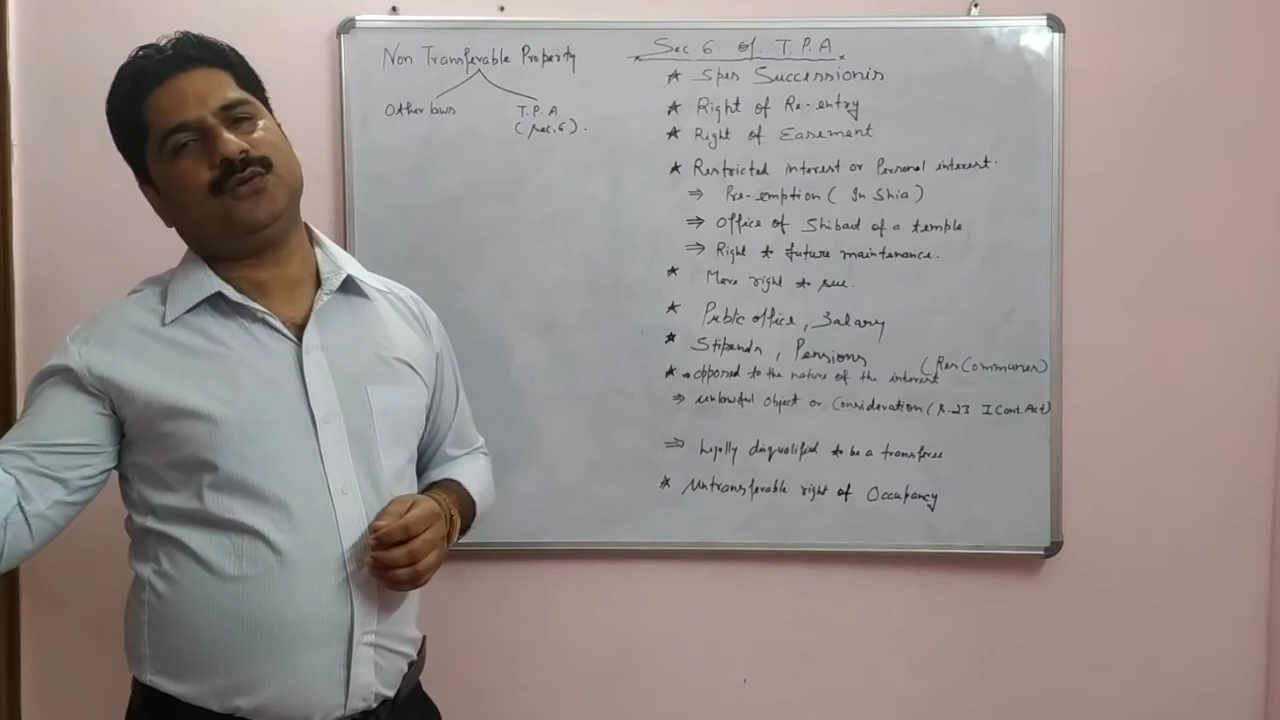 Non Transferable Property
Other laws
T.P.A
(Sec.6).
Sec. 6 of T.P.A.
★ Spes Successionis
★ Right of Re-entry
★ Right of Easement
★ Restricted interest or Personal interest.
⇒ Pre-emption (In Shia)
⇒ Office of Shibait of a temple
⇒ Right to future maintenance.
★ Mere right to sue.
★ Public office, Salary
★ Stipends, Pensions
★ opposed to the nature of the interest (Res Communes)
⇒ Unlawful Object or Consideration (S.23 I Cont. Act)
⇒ Legally disqualified to be a transferee
★ Untransferable right of Occupancy